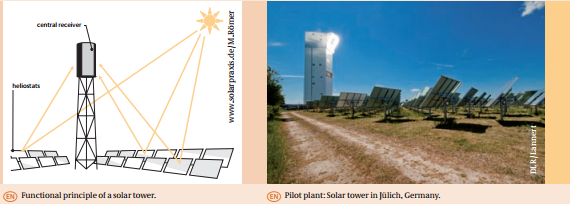 central receiver
heliostats
www.solarpraxis.de/M.Römer
DLR/Lannert
EN Functional principle of a solar tower.
EN Pilot plant: Solar tower in Jülich, Germany.